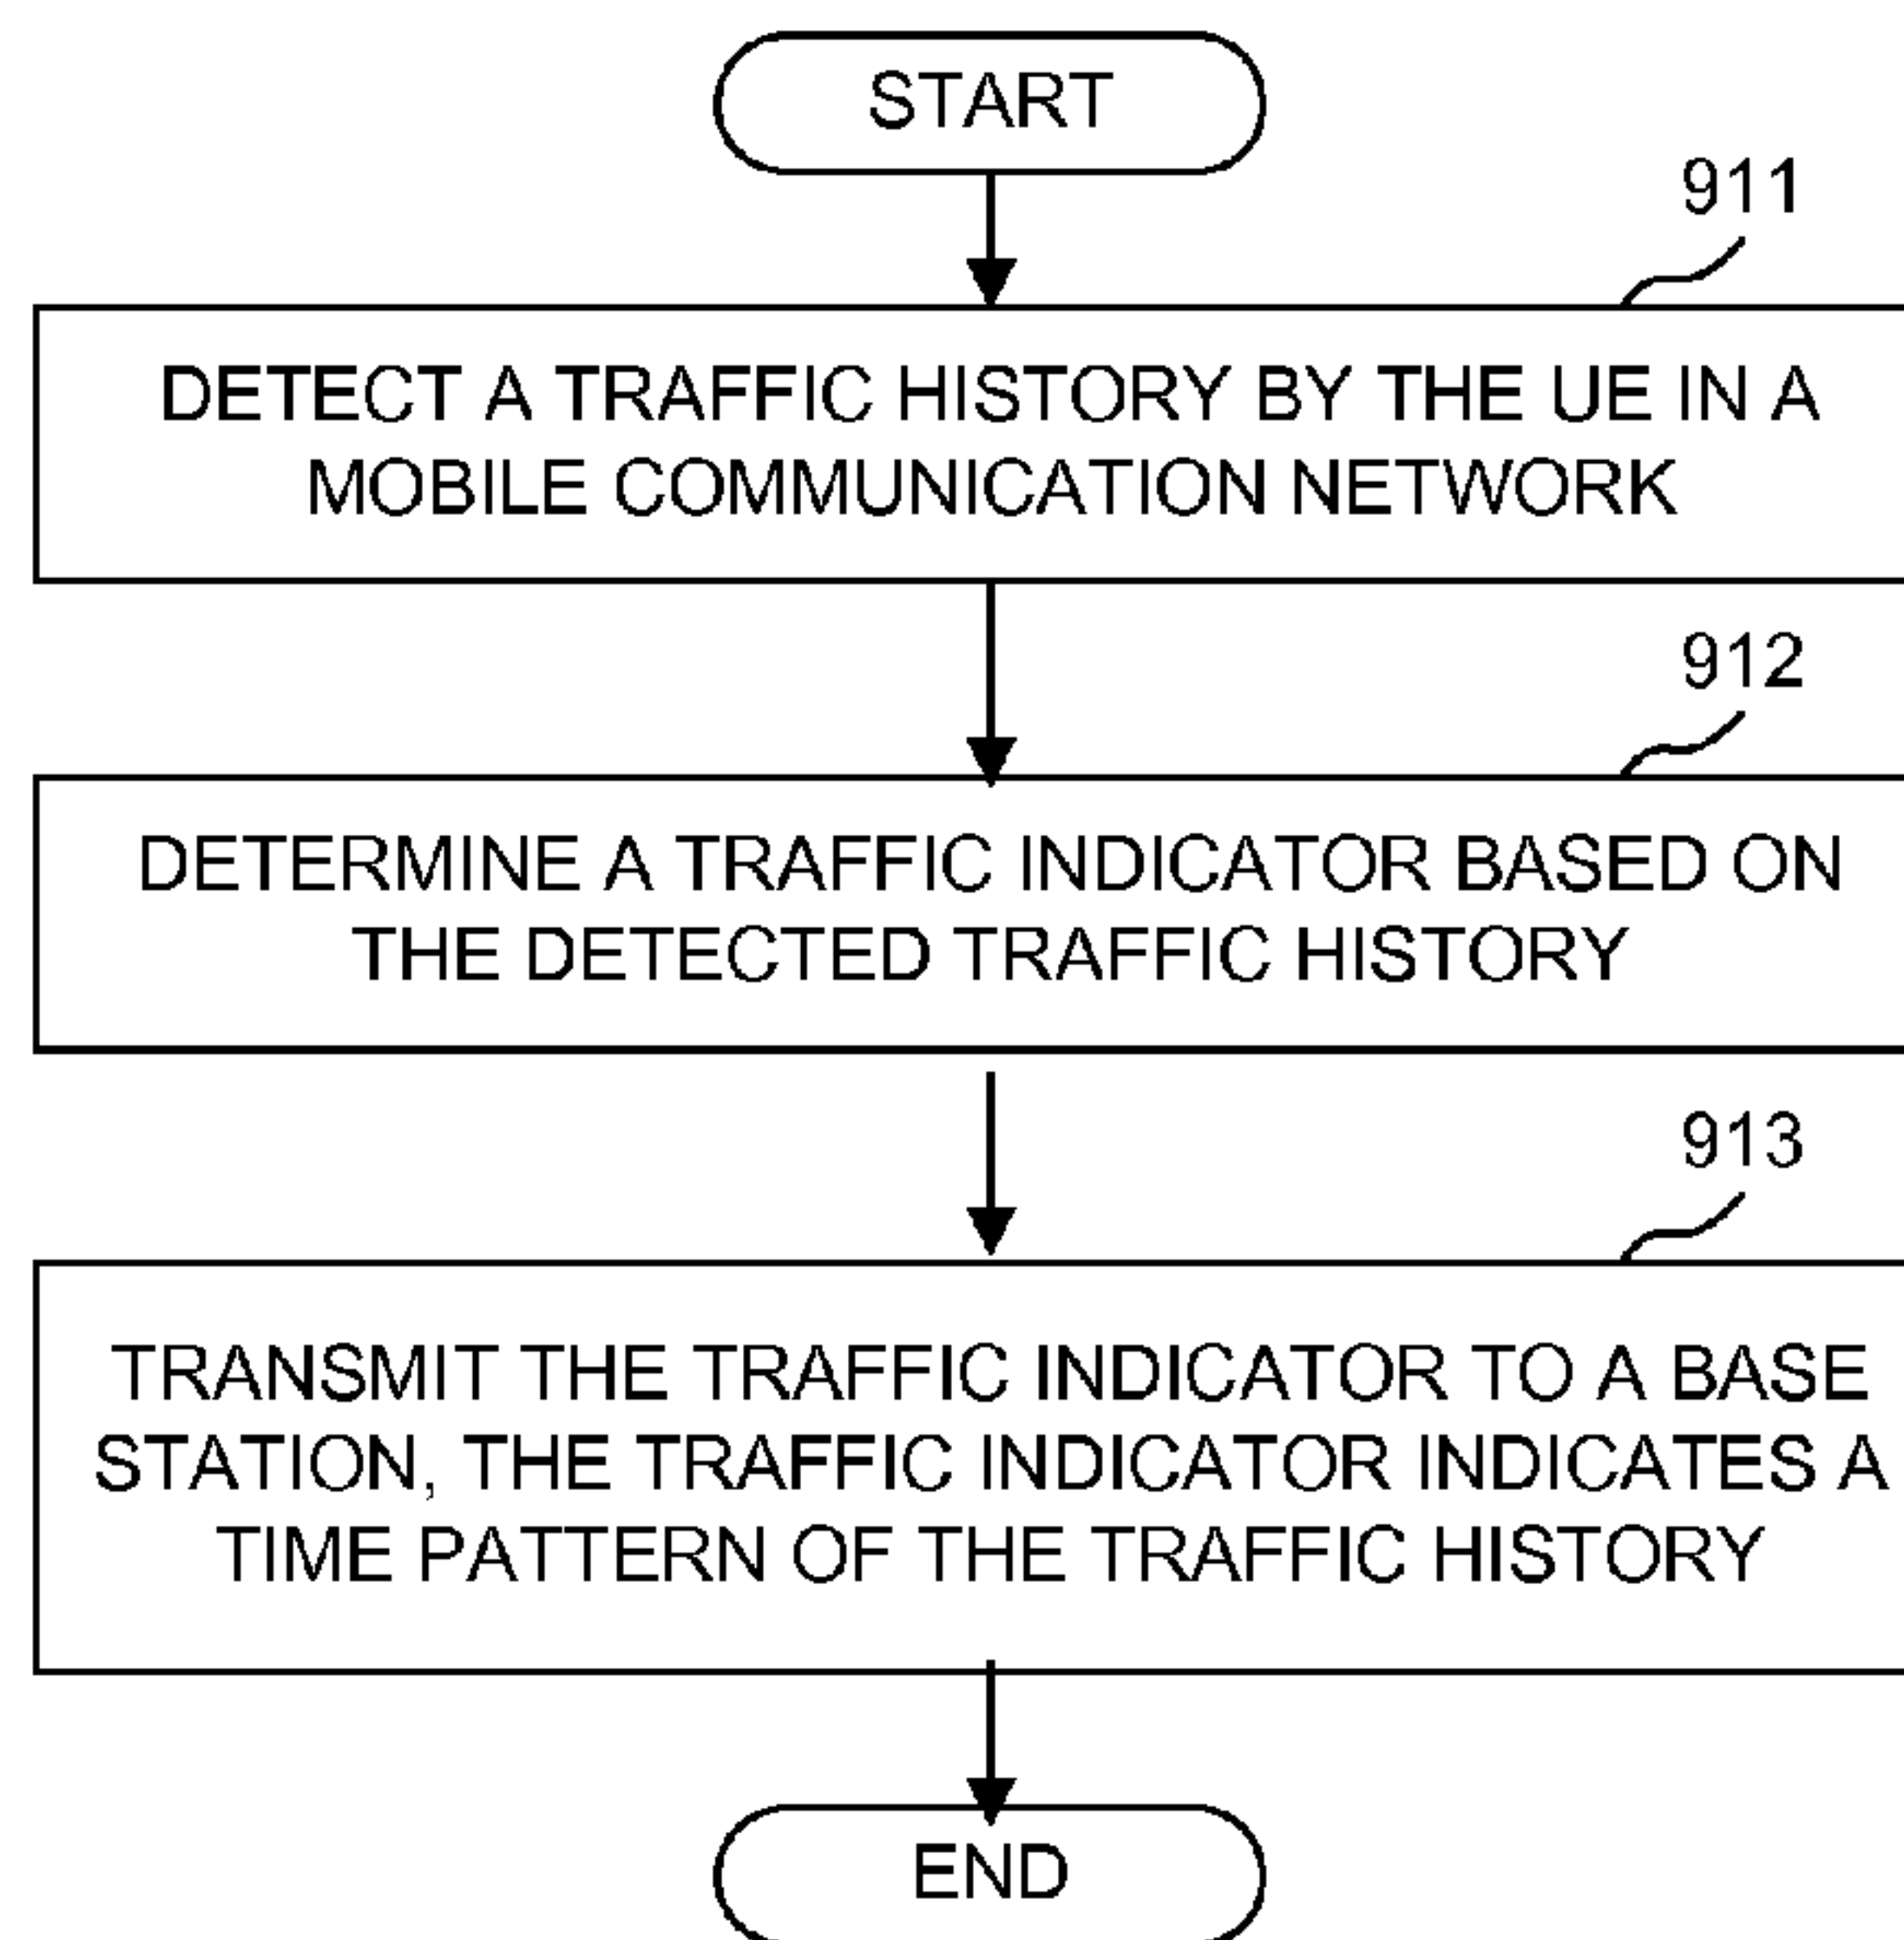 START
911
DETECT A TRAFFIC HISTORY BY THE UE IN A
MOBILE COMMUNICATION NETWORK
912
DETERMINE A TRAFFIC INDICATOR BASED ON
THE DETECTED TRAFFIC HISTORY
913
TRANSMIT THE TRAFFIC INDICATOR TO A BASE
STATION, THE TRAFFIC INDICATOR INDICATES A
TIME PATTERN OF THE TRAFFIC HISTORY
END